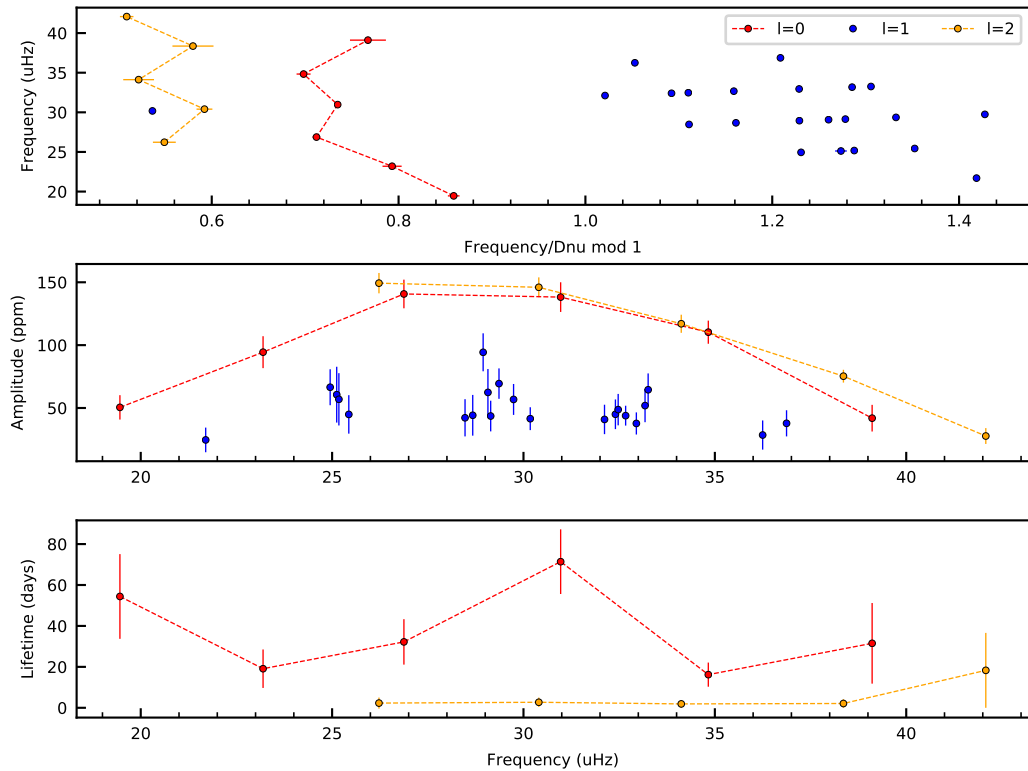 l=0 l=1 l=2
Frequency (uHz)
40
35
30
25
20
0.6 0.8 1.0 1.2 1.4
Frequency/Dnu mod 1
Amplitude (ppm)
150
100
50
20 25 30 35 40
Lifetime (days)
80
60
40
20
0
20 25 30 35 40
Frequency (uHz)